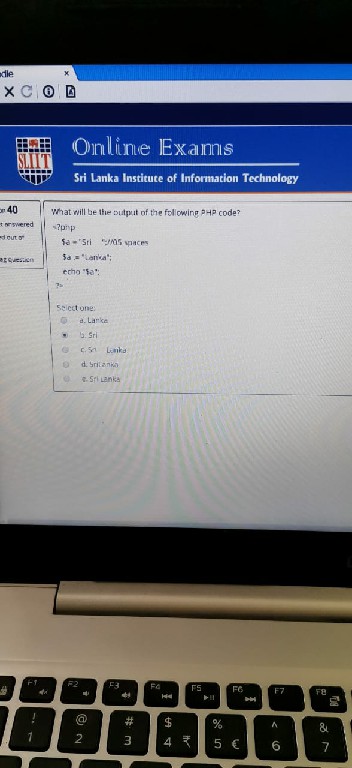 dle ×
SLIIT
Online Exams
Sri Lanka Institute of Information Technology
40
answered
out of
question
What will be the output of the following PHP code?
<?php
$a ="Sri     ";//05 spaces
$a ="Lanka";
echo "$a";
?>
Select one:
a. Lanka
b. Sri
c. Sri     Lanka
d. SriLanka
e. Sri Lanka
F1
F2
F3
F4
F5
F6
F7
F8
! @ # $ % ^ &
1 2 3 4 ₹ 5 € 6 7